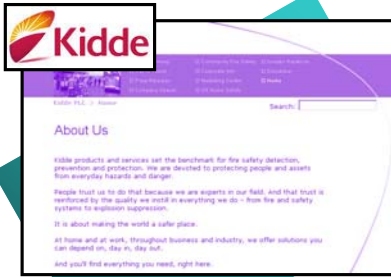 Kidde
Kidde PLC > Home
Search:
About Us
Kidde products and services set the benchmark for fire safety detection,
prevention and protection. We are devoted to protecting people and assets
from everyday hazards and danger.
People trust us to do that because we are experts in our field. And that trust is
reinforced by the quality we instill in everything we do - from fire and safety
systems to explosion suppression.
It is about making the world a safer place.
At home and at work, throughout business and industry, we offer solutions you
can depend on, day in, day out.
And you'll find everything you need, right here.